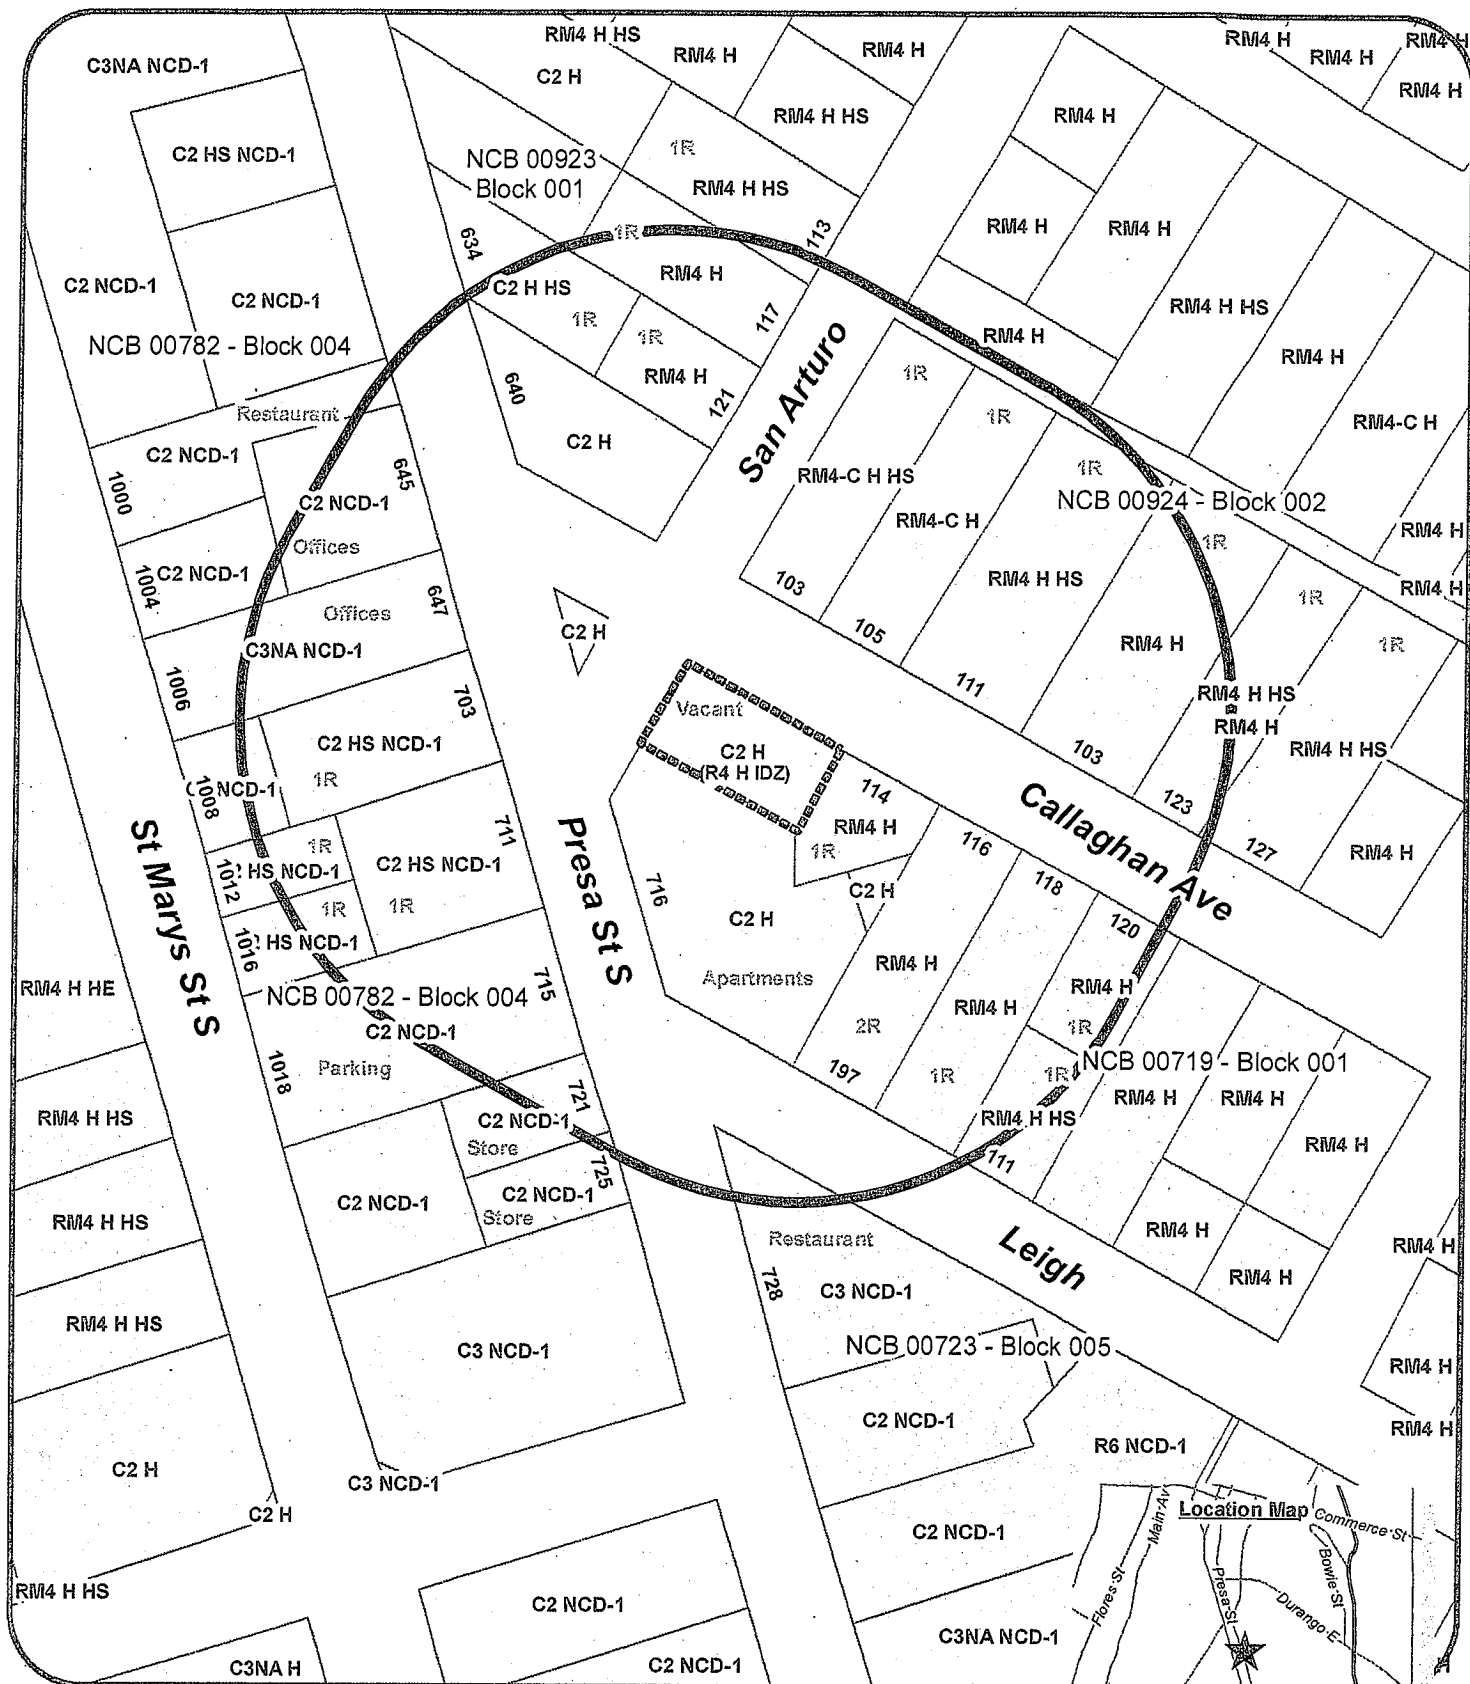 RM4 H HS
RM4 H
RM4 H
RM4 H
RM4 H
RM4 H
C3NA NCD-1
C2 H
RM4 H
RM4 H HS
RM4 H
C2 HS NCD-1
NCB 00923
Block 001
1R
RM4 H HS
634
1R
113
RM4 H
RM4 H
C2 NCD-1
C2 NCD-1
C2 H HS
RM4 H
RM4 H HS
NCB 00782 - Block 004
1R
1R
117
RM4 H
RM4 H
640
RM4 H
121
San Arturo
1R
Restaurant
C2 H
1R
RM4-C H
C2 NCD-1
645
1000
RM4-C H HS
1R
C2 NCD-1
RM4-C H
NCB 00924 - Block 002
RM4 H
Offices
1R
C2 NCD-1
1004
103
RM4 H HS
RM4 H
647
Offices
1R
C2 H
105
RM4 H
1R
C3NA NCD-1
1006
703
111
RM4 H HS
Vacant
RM4 H
C2 HS NCD-1
C2 H
(R4 H IDZ)
103
RM4 H HS
1R
NCD-1
1008
114
Callaghan Ave
123
711
RM4 H
116
127
RM4 H
St Marys St S
1R
HS NCD-1
1012
C2 HS NCD-1
Presa St S
1R
716
C2 H
118
1R
1R
C2 H
120
HS NCD-1
1016
RM4 H HE
NCB 00782 - Block 004
715
Apartments
RM4 H
RM4 H
RM4 H
C2 NCD-1
2R
1R
1018
Parking
197
1R
1R
NCB 00719 - Block 001
RM4 H HS
721
C2 NCD-1
RM4 H HS
RM4 H
RM4 H
Store
RM4 H
111
725
C2 NCD-1
C2 NCD-1
Store
RM4 H HS
RM4 H
Restaurant
Leigh
RM4 H
728
C3 NCD-1
RM4 H
RM4 H HS
C3 NCD-1
NCB 00723 - Block 005
RM4 H
C2 NCD-1
RM4 H
C2 H
R6 NCD-1
C3 NCD-1
C2 H
Location Map
Main Av
Commerce St
C2 NCD-1
RM4 H HS
Flores St
Presa St
Bowie St
C2 NCD-1
Durango E
C3NA NCD-1
C3NA H
C2 NCD-1
H